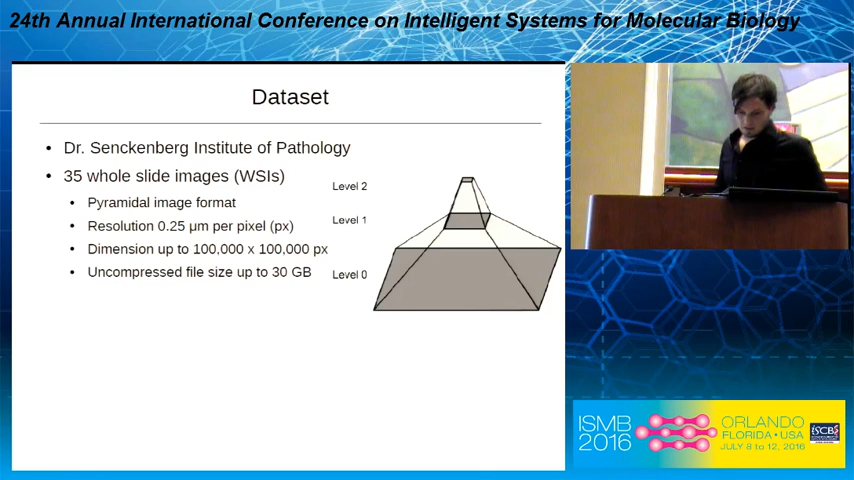 24th Annual International Conference on Intelligent Systems for Molecular Biology
Dataset
• Dr. Senckenberg Institute of Pathology
• 35 whole slide images (WSIs)
• Pyramidal image format
• Resolution 0.25 µm per pixel (px)
• Dimension up to 100,000 x 100,000 px
• Uncompressed file size up to 30 GB
Level 2
Level 1
Level 0
ISMB
2016
ORLANDO
FLORIDA • USA
JULY 8 to 12, 2016
ISCB